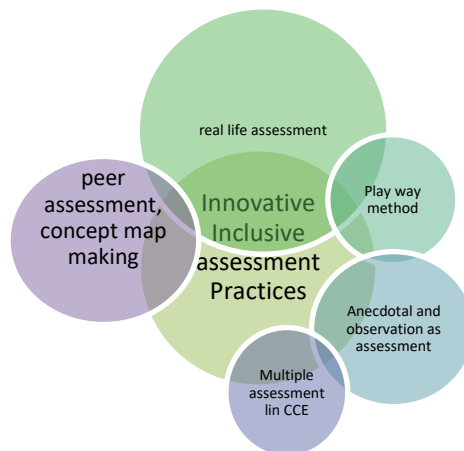 real life assessment
peer
assessment,
concept map
making
Innovative
Inclusive
assessment
Practices
Play way
method
Anecdotal and
observation as
assessment
Multiple
assessment
lin CCE